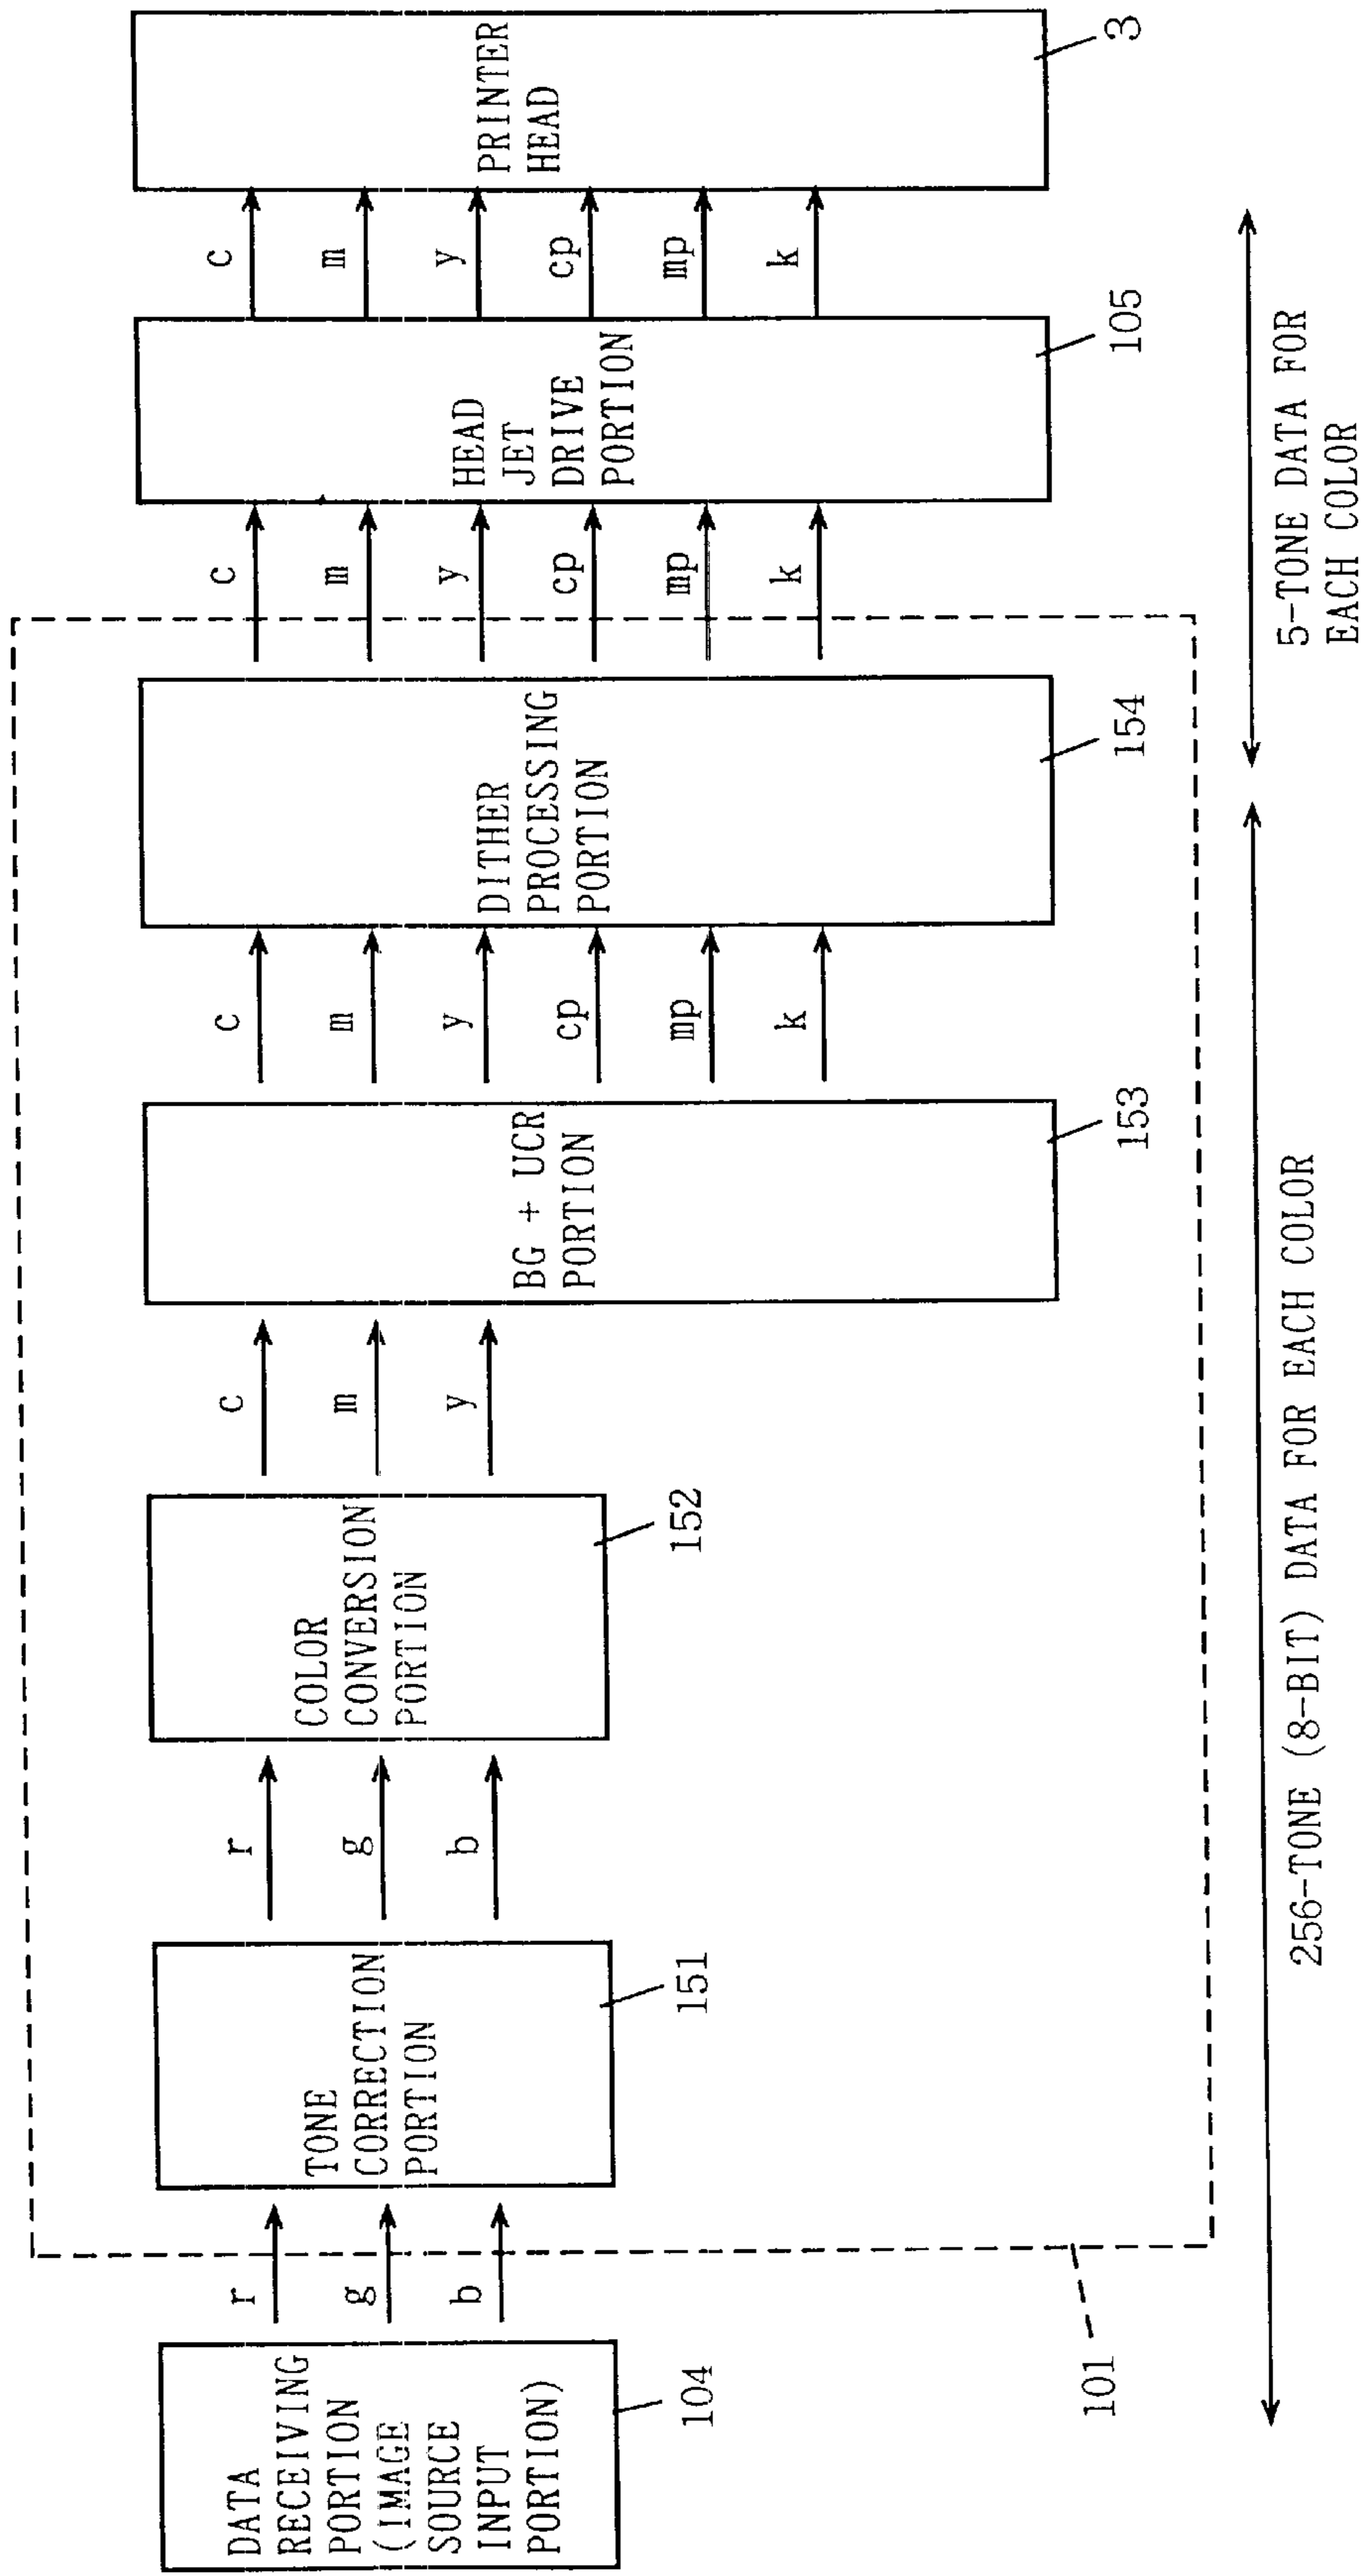 DATA
RECEIVING
PORTION
(IMAGE
SOURCE
INPUT
PORTION)
104
r
g
b
101
TONE
CORRECTION
PORTION
151
r
g
b
COLOR
CONVERSION
PORTION
152
c
m
y
BG + UCR
PORTION
153
c
m
y
cp
mp
k
DITHER
PROCESSING
PORTION
154
c
m
y
cp
mp
k
HEAD
JET
DRIVE
PORTION
105
c
m
y
cp
mp
k
PRINTER
HEAD
3
256-TONE (8-BIT) DATA FOR EACH COLOR
5-TONE DATA FOR
EACH COLOR